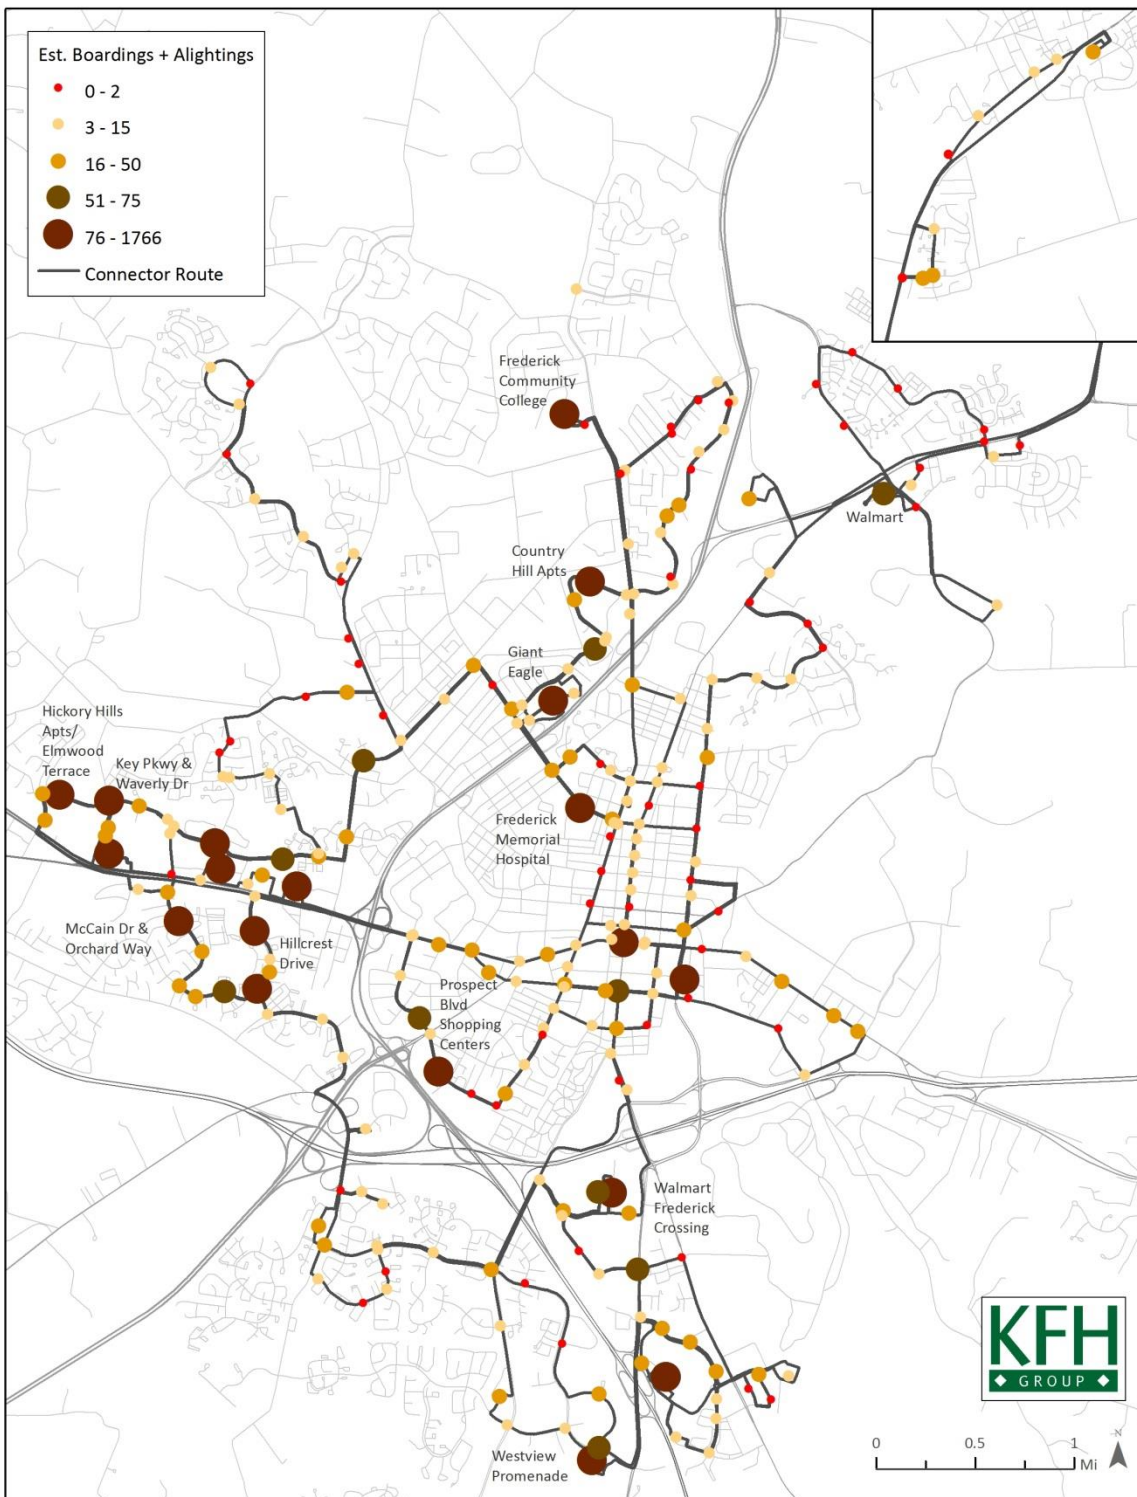 Est. Boardings + Alightings
0 - 2
3 - 15
16 - 50
51 - 75
76 - 1766
Connector Route
Frederick
Community
College
Walmart
Country
Hill Apts
Giant
Eagle
Hickory Hills
Apts/
Elmwood
Terrace
Key Pkwy &
Waverly Dr
Frederick
Memorial
Hospital
McCain Dr &
Orchard Way
Hillcrest
Drive
Prospect
Blvd
Shopping
Centers
Walmart
Frederick
Crossing
Westview
Promenade
KFH
GROUP
0 0.5 1
Mi
N